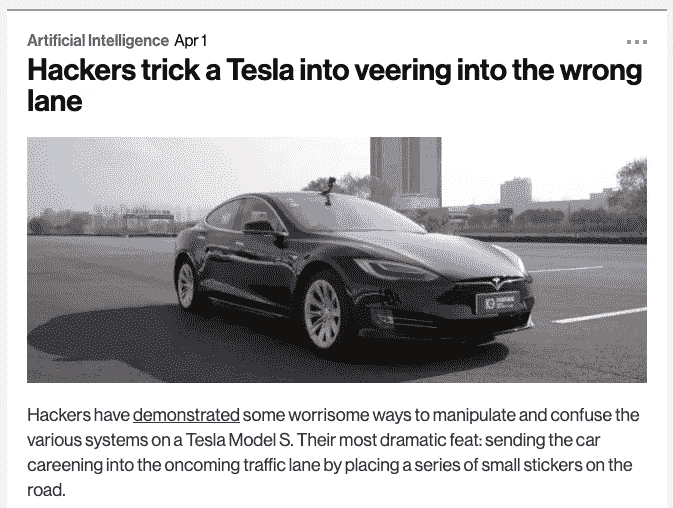 Artificial Intelligence Apr 1
Hackers trick a Tesla into veering into the wrong
lane
Hackers have demonstrated some worrisome ways to manipulate and confuse the
various systems on a Tesla Model S. Their most dramatic feat: sending the car
careening into the oncoming traffic lane by placing a series of small stickers on the
road.